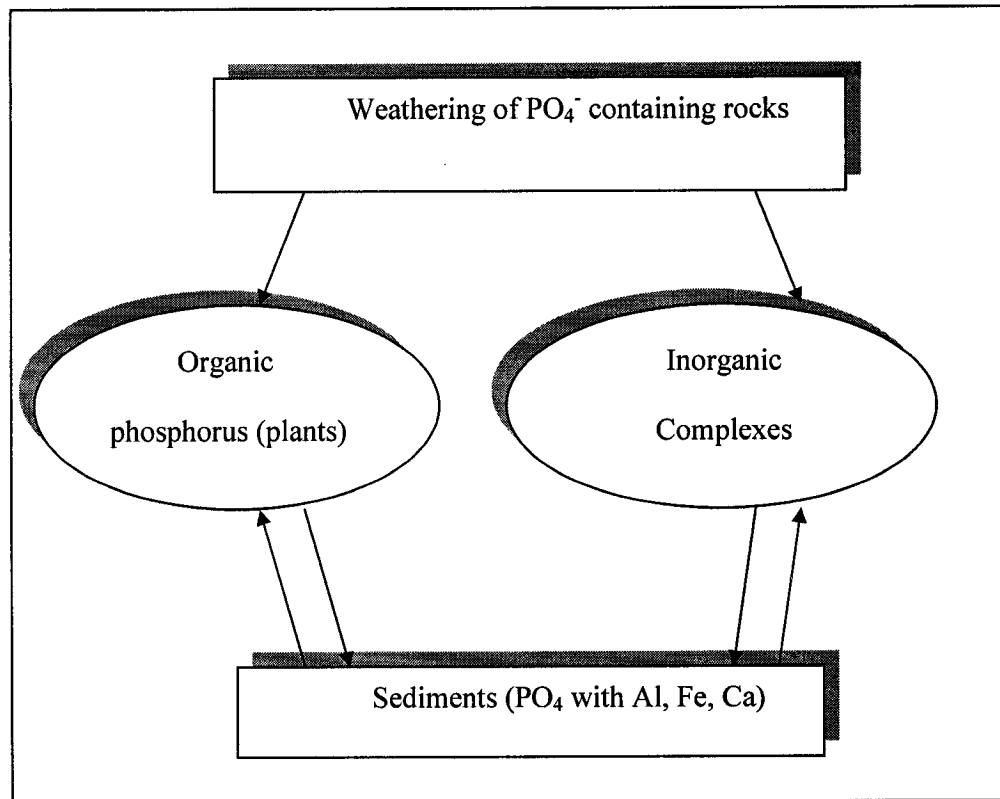 Weathering of PO₄⁻ containing rocks
Organic
phosphorus (plants)
Inorganic
Complexes
Sediments (PO₄ with Al, Fe, Ca)